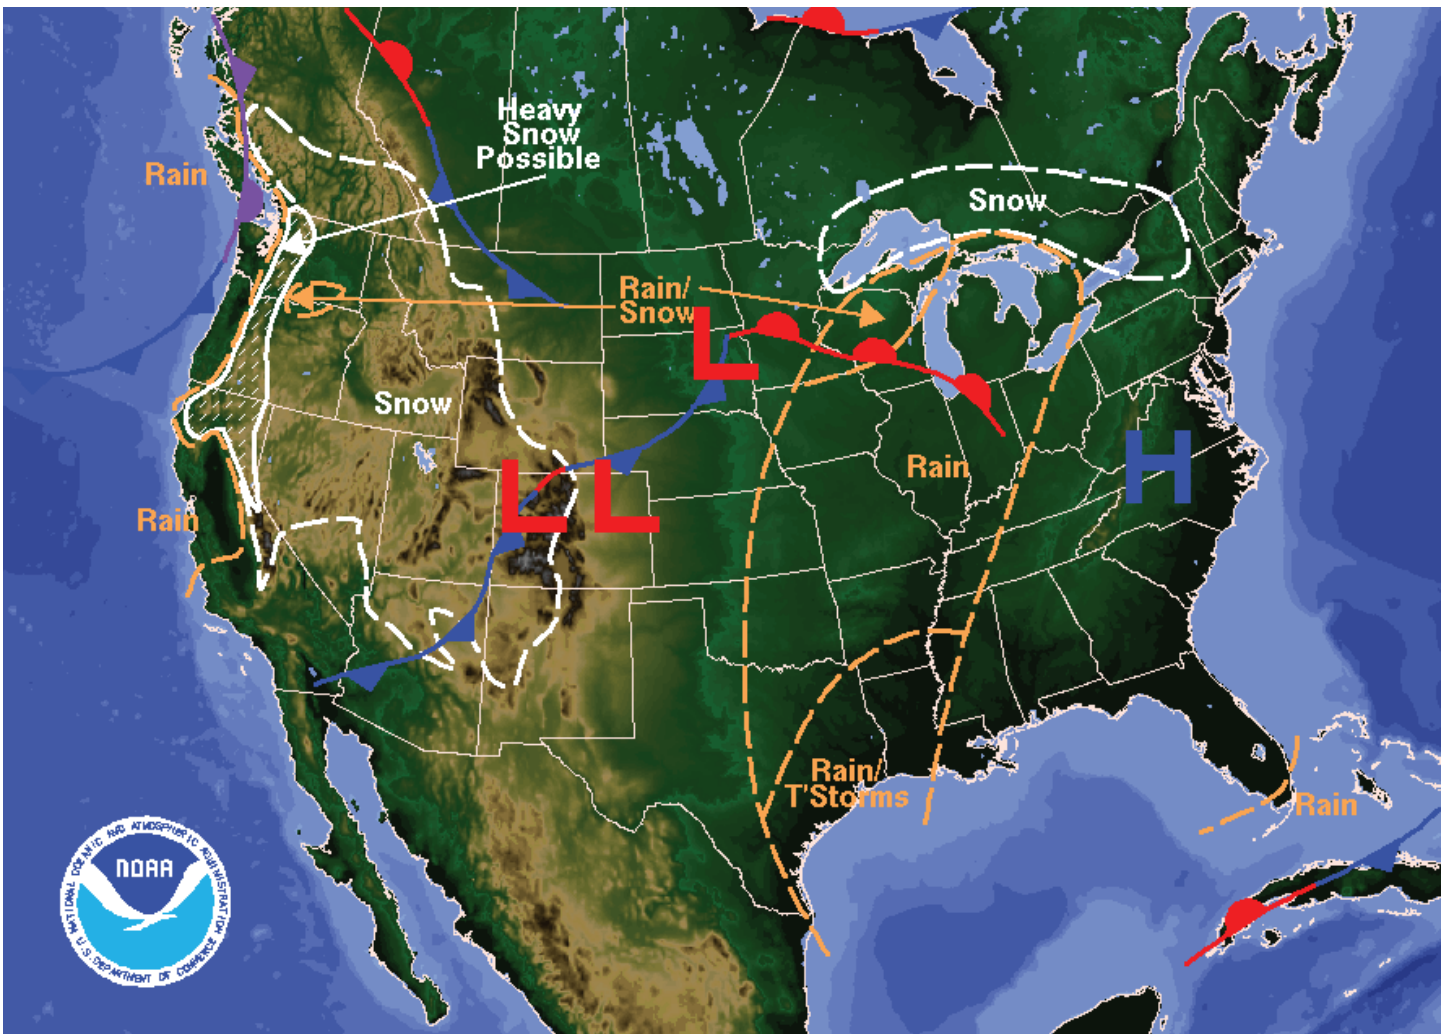 Heavy
Snow
Possible
Rain
Snow
Rain/
Snow
L
Snow
L L
Rain
H
Rain
Rain/
T'Storms
Rain
NOAA
NATIONAL OCEANIC AND ATMOSPHERIC ADMINISTRATION
U.S. DEPARTMENT OF COMMERCE